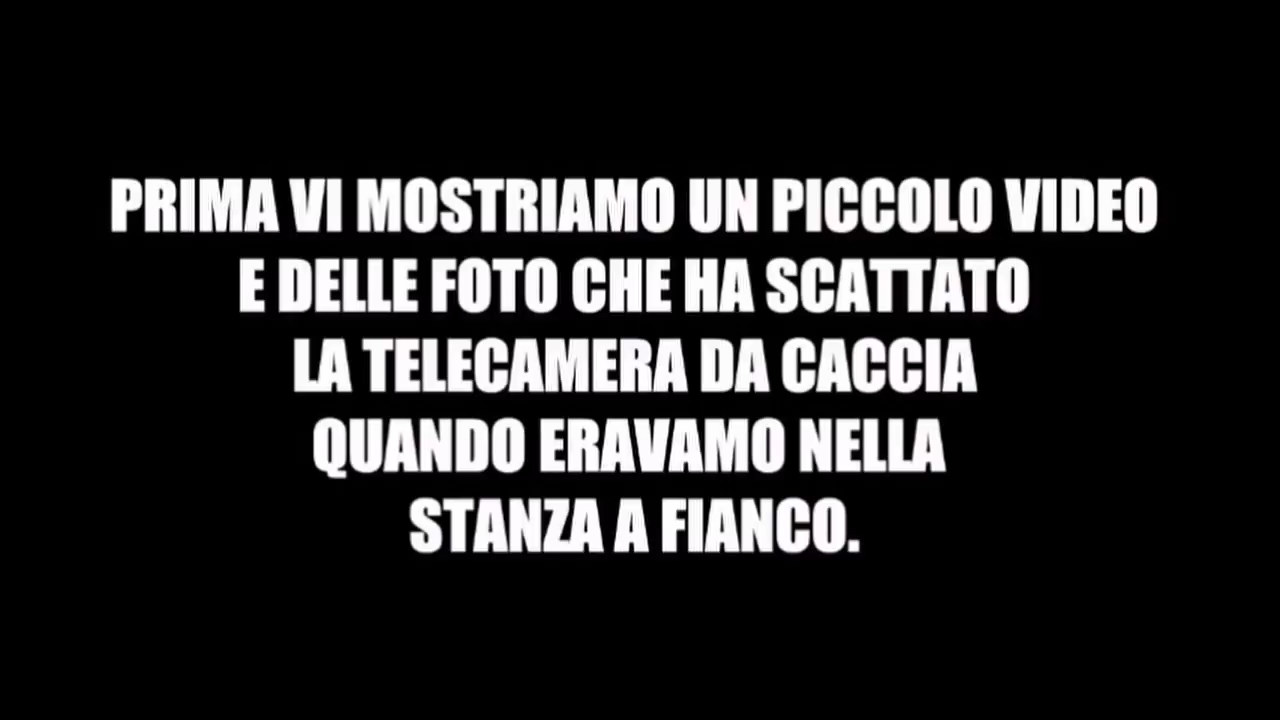 PRIMA VI MOSTRIAMO UN PICCOLO VIDEO
E DELLE FOTO CHE HA SCATTATO
LA TELECAMERA DA CACCIA
QUANDO ERAVAMO NELLA
STANZA A FIANCO.